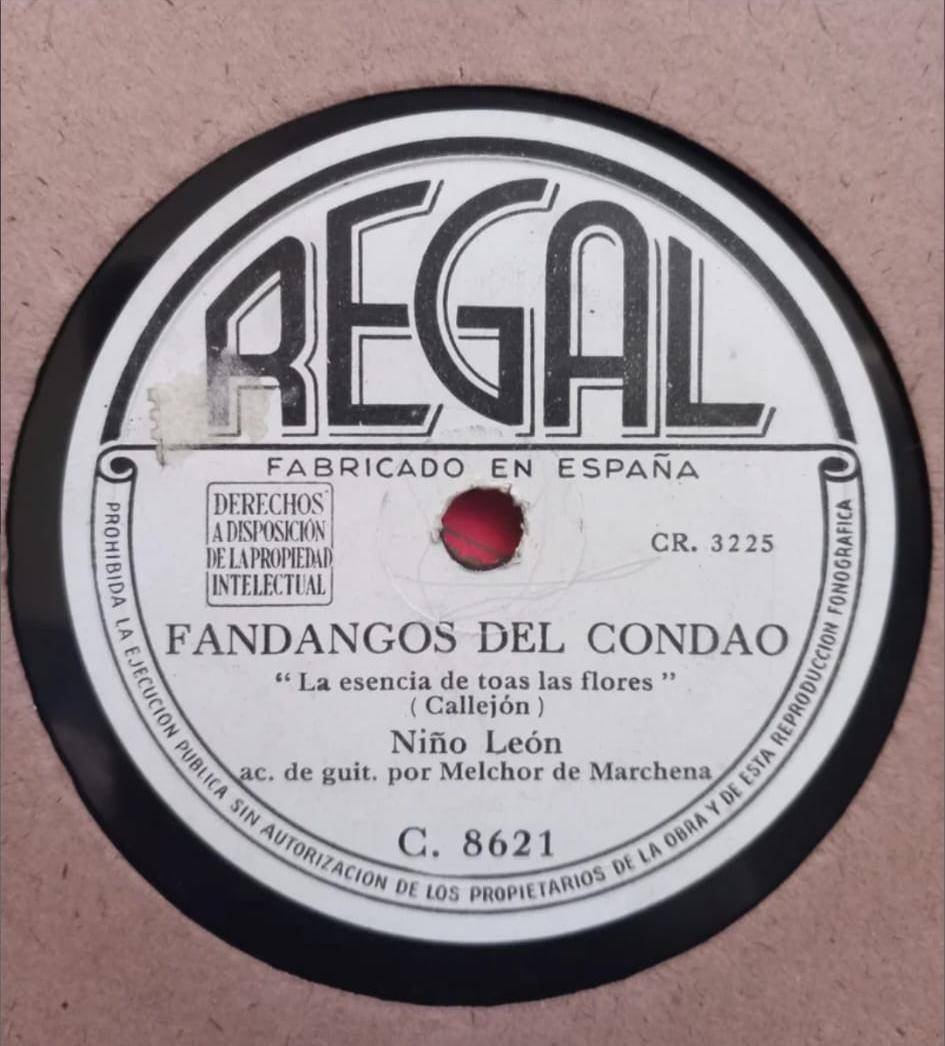 REGAL
FABRICADO EN ESPAÑA
DERECHOS
A DISPOSICIÓN
DE LA PROPIEDAD
INTELECTUAL
CR. 3225
FANDANGOS DEL CONDAO
“ La esencia de toas las flores ”
( Callejón )
Niño León
ac. de guit. por Melchor de Marchena
C. 8621
PROHIBIDA LA EJECUCION PUBLICA SIN AUTORIZACION DE LOS PROPIETARIOS DE LA OBRA Y DE ESTA REPRODUCCION FONOGRAFICA